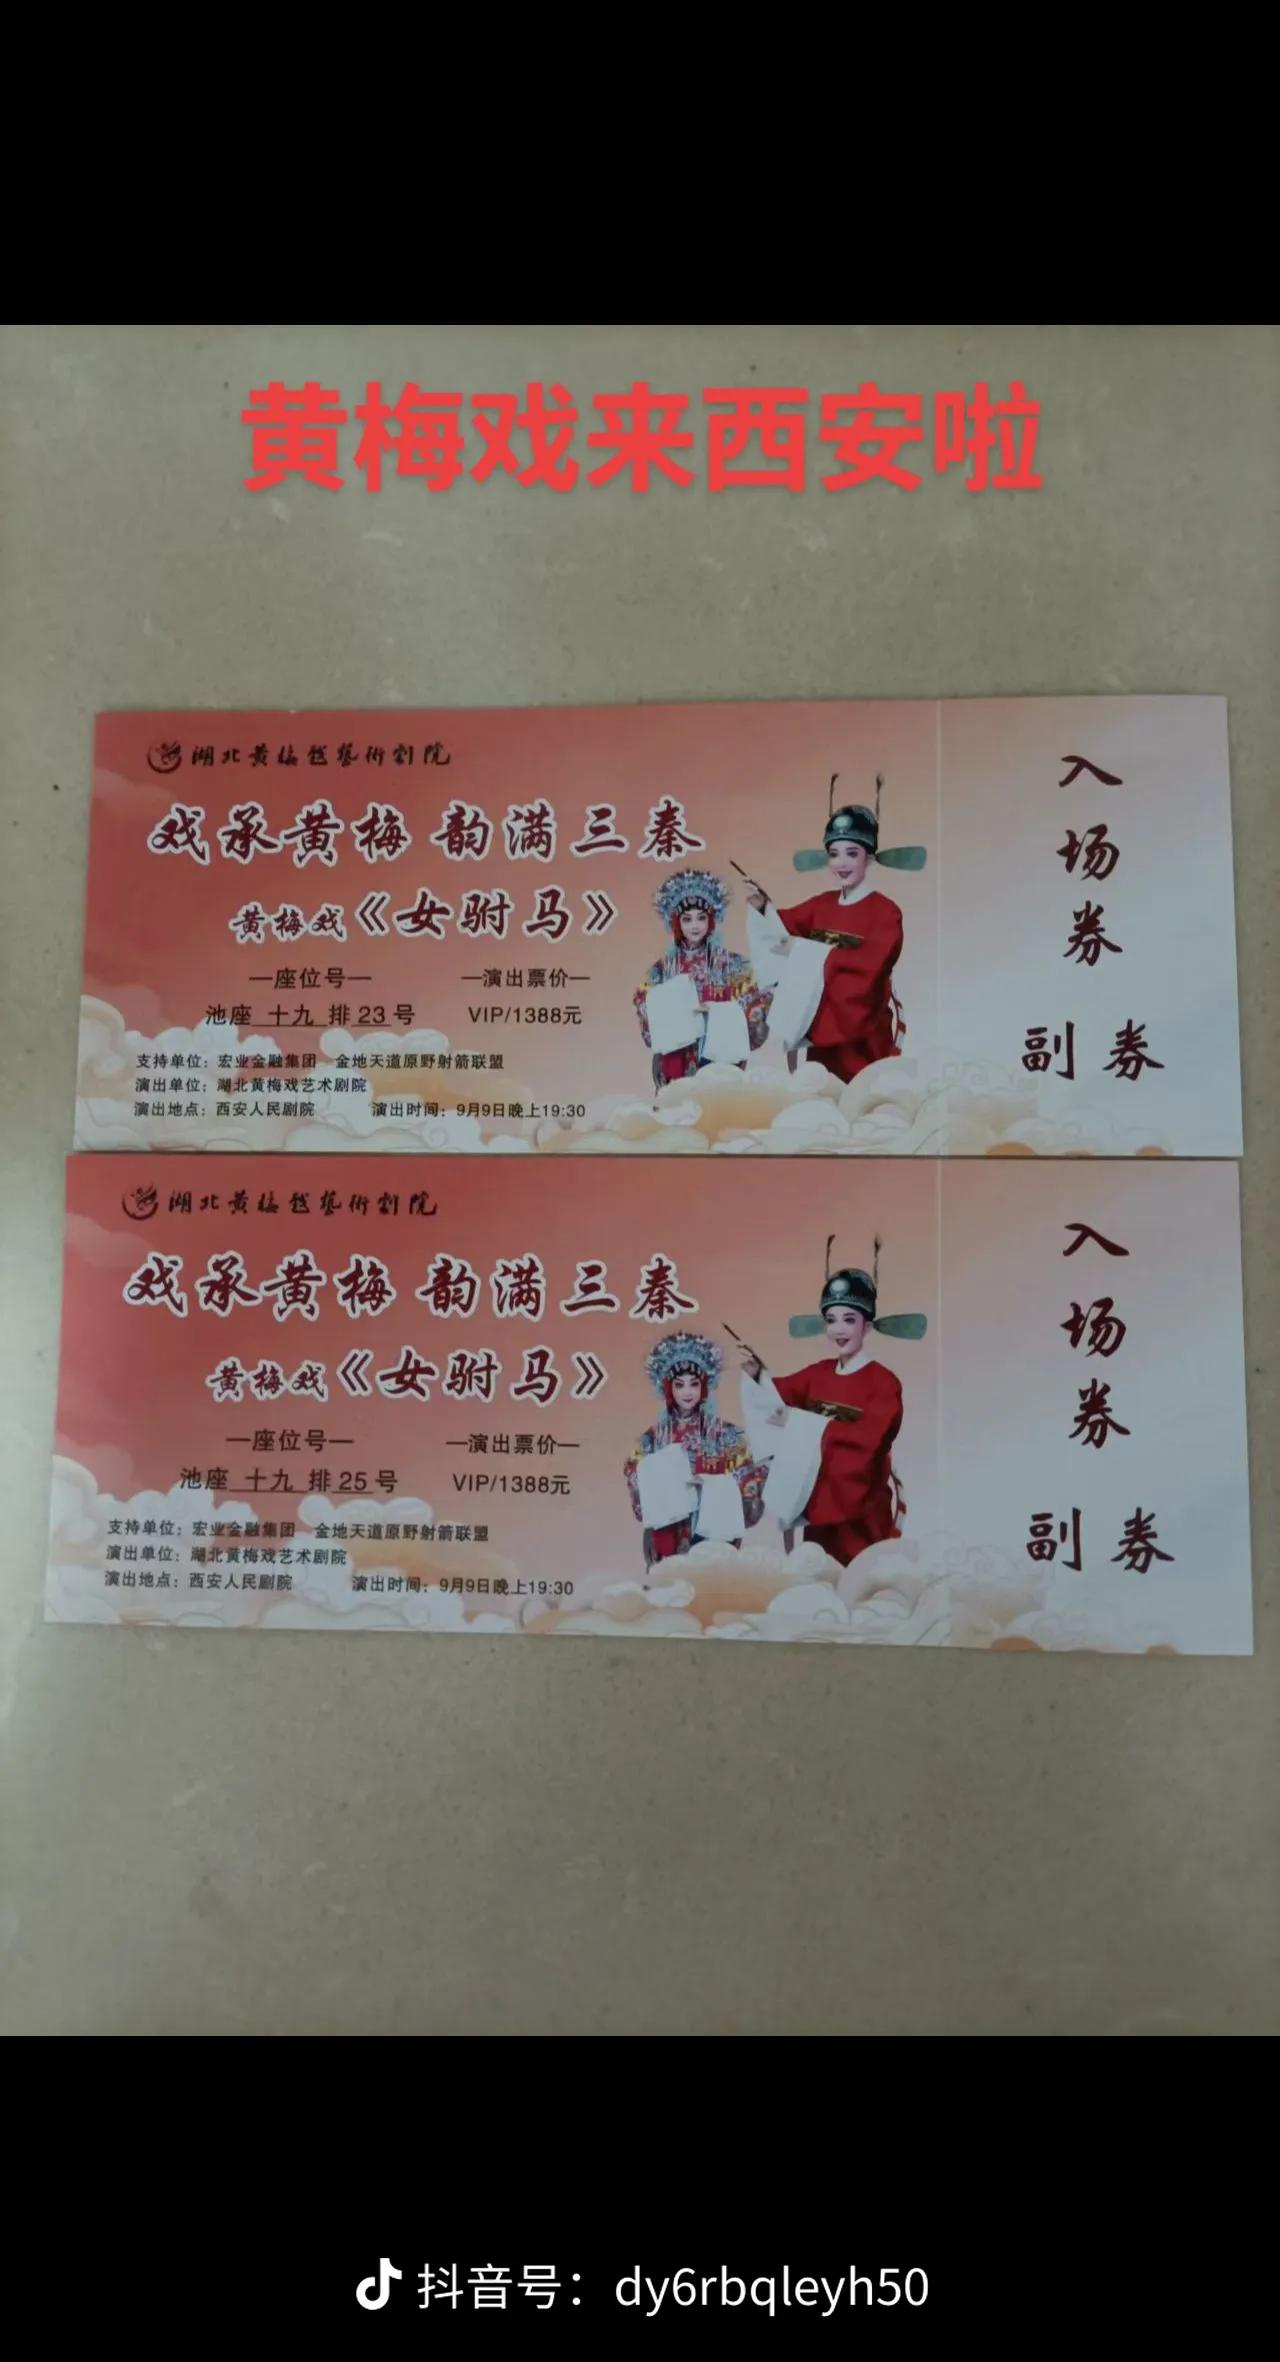 黄梅戏来西安啦
湖北黄梅戏藝術劇院
戏承黄梅 韵满三秦
黄梅戏《女驸马》
—座位号— —演出票价—
池座 十九 排 23 号 VIP/1388元
支持单位：宏业金融集团 金地天道原野射箭联盟
演出单位：湖北黄梅戏艺术剧院
演出地点：西安人民剧院 演出时间：9月9日晚上19:30
入
场
券
副 券
湖北黄梅戏藝術劇院
戏承黄梅 韵满三秦
黄梅戏《女驸马》
—座位号— —演出票价—
池座 十九 排 25 号 VIP/1388元
支持单位：宏业金融集团 金地天道原野射箭联盟
演出单位：湖北黄梅戏艺术剧院
演出地点：西安人民剧院 演出时间：9月9日晚上19:30
入
场
券
副 券
抖音号：dy6rbqleyh50